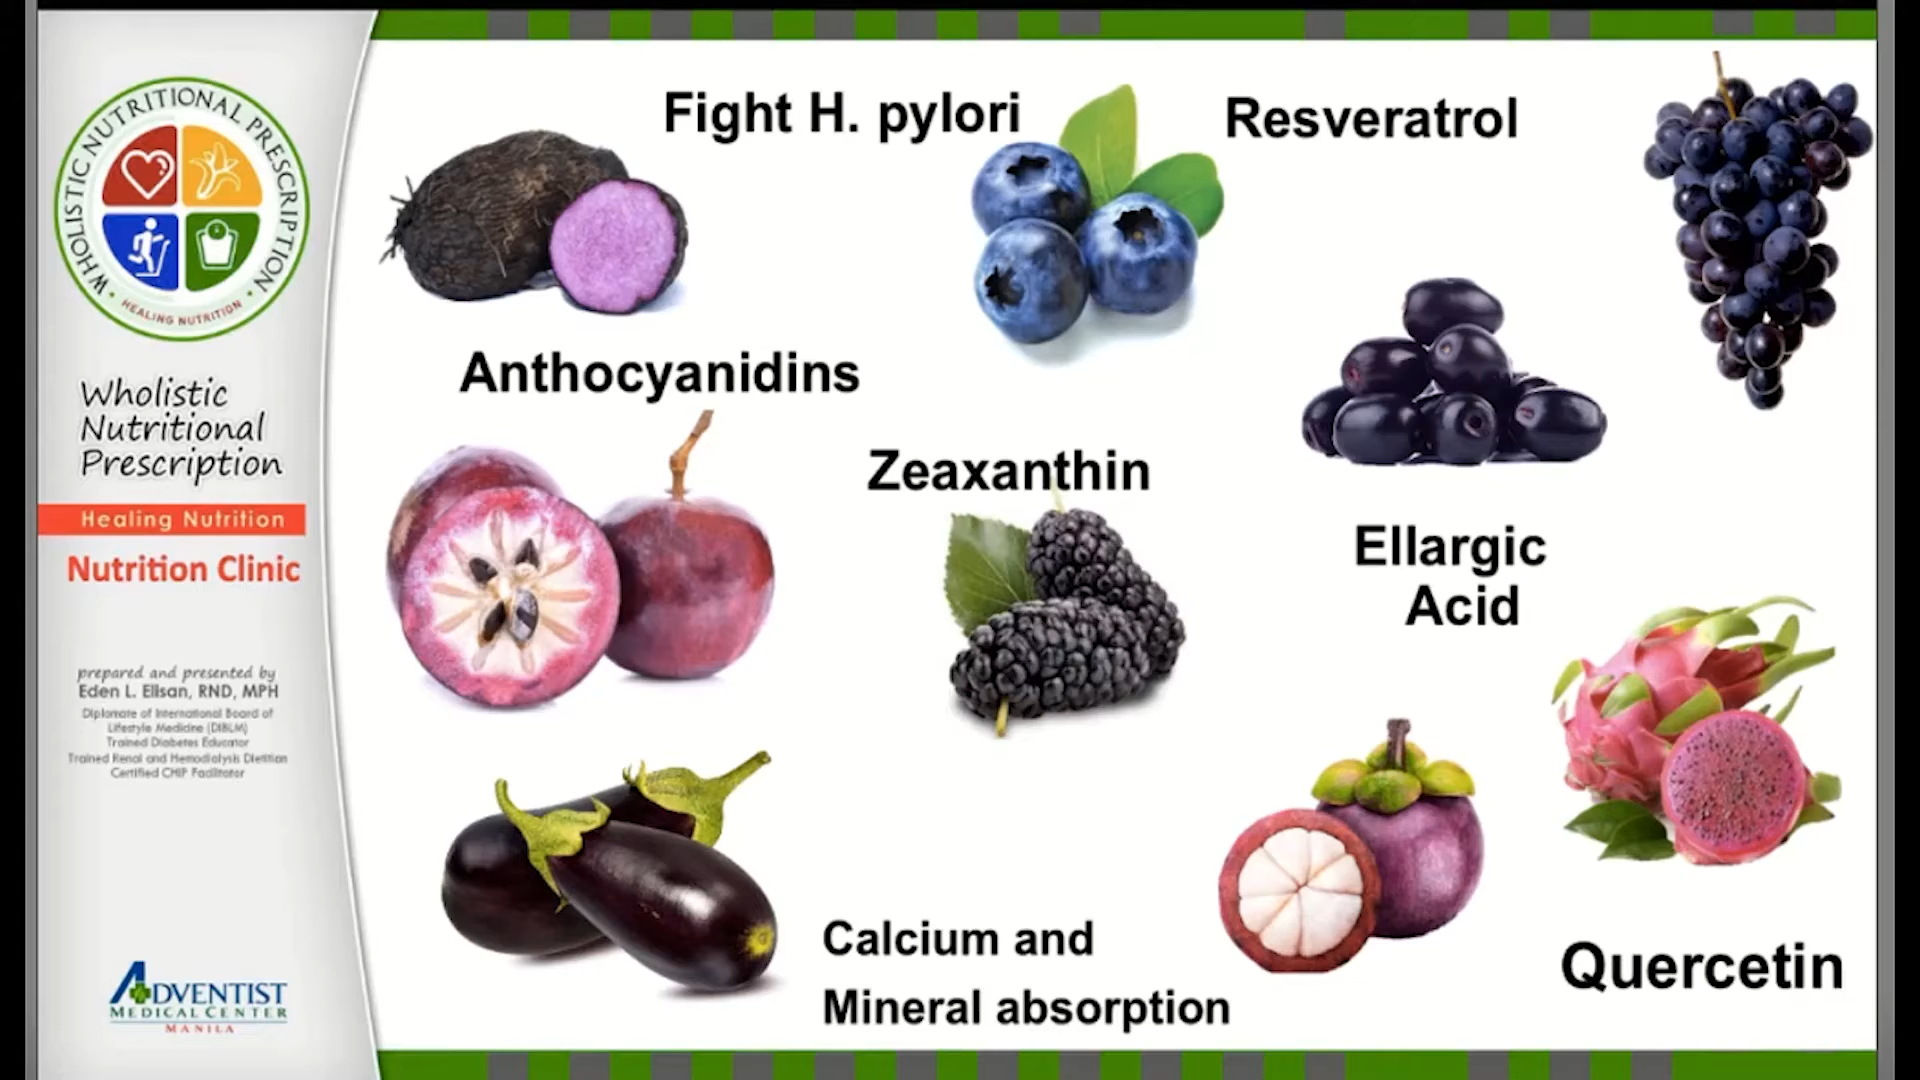 WHOLISTIC NUTRITIONAL PRESCRIPTION
HEALING NUTRITION
Wholistic
Nutritional
Prescription
Healing Nutrition
Nutrition Clinic
prepared and presented by
Eden L. Elisan, RND, MPH
Diplomate of International Board of
Lifestyle Medicine (DIBLM)
Trained Diabetes Educator
Trained Renal and Hemodialysis Dietitian
Certified CHIP Facilitator
ADVENTIST
MEDICAL CENTER
MANILA
Fight H. pylori
Resveratrol
Anthocyanidins
Zeaxanthin
Ellargic
Acid
Calcium and
Mineral absorption
Quercetin